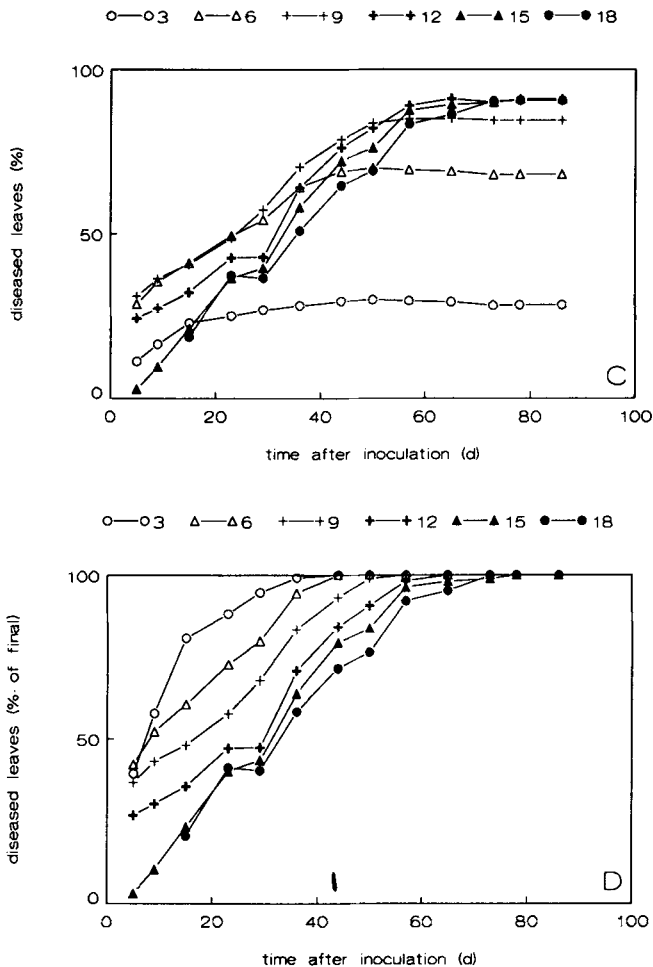 3 6 9 12 15 18
100
50
0
diseased leaves (%)
C
0 20 40 60 80 100
time after inoculation (d)
3 6 9 12 15 18
100
50
0
diseased leaves (% of final)
D
0 20 40 60 80 100
time after inoculation (d)